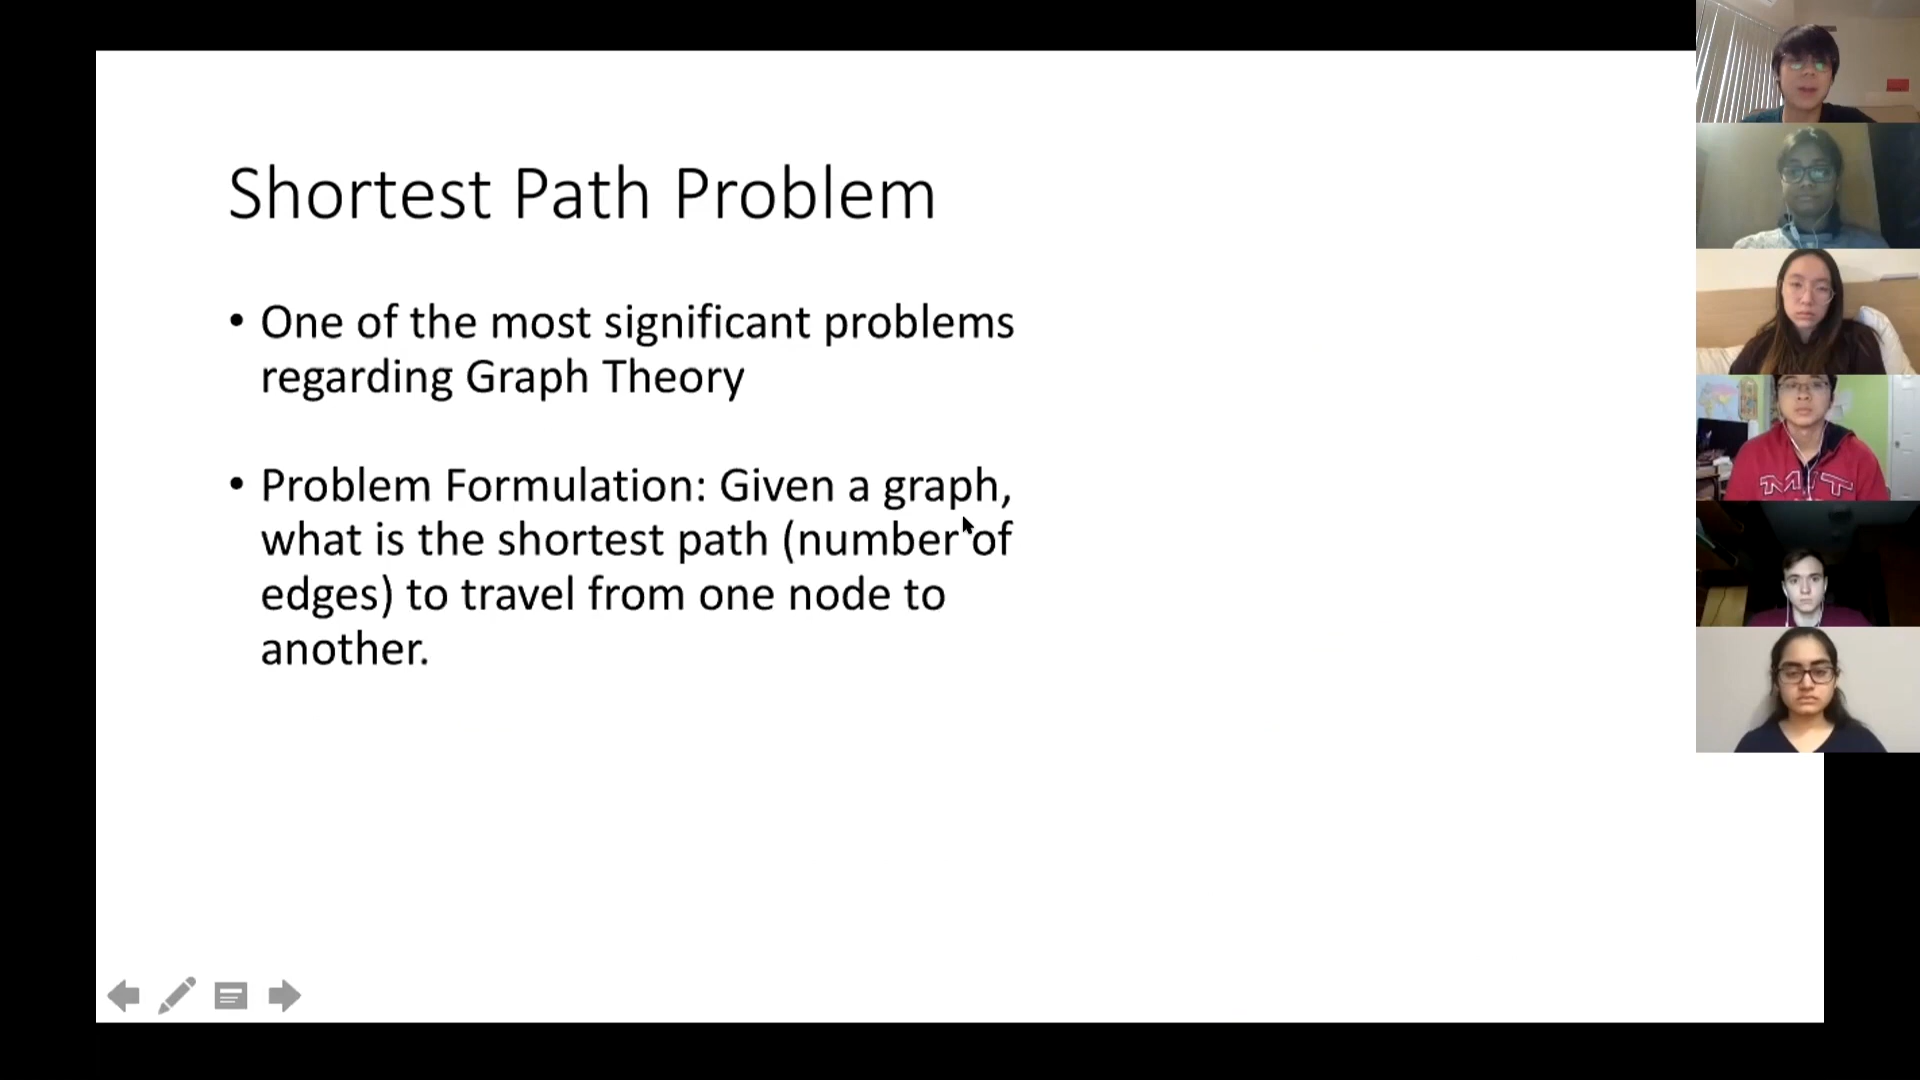 Shortest Path Problem
• One of the most significant problems
regarding Graph Theory
• Problem Formulation: Given a graph,
what is the shortest path (number of
edges) to travel from one node to
another.
MIT